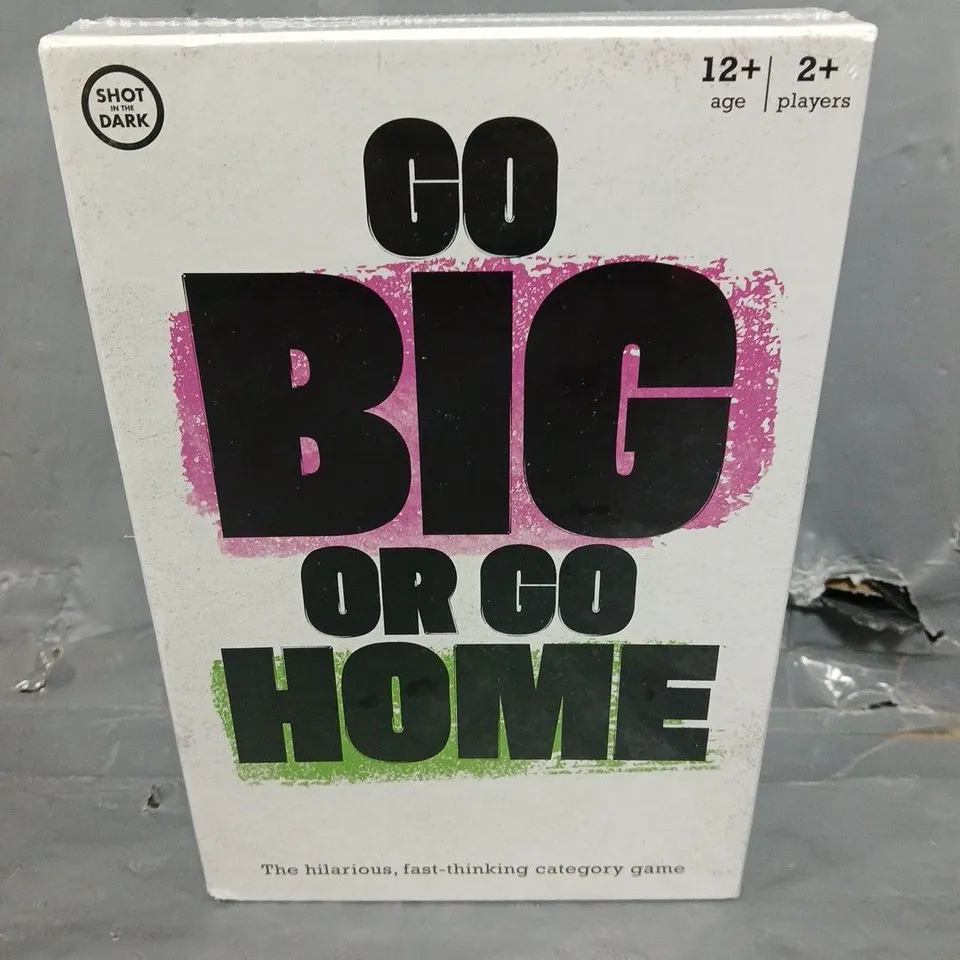 SHOT
IN THE
DARK
12+ 2+
age players
GO
BIG
OR GO
HOME
The hilarious, fast-thinking category game